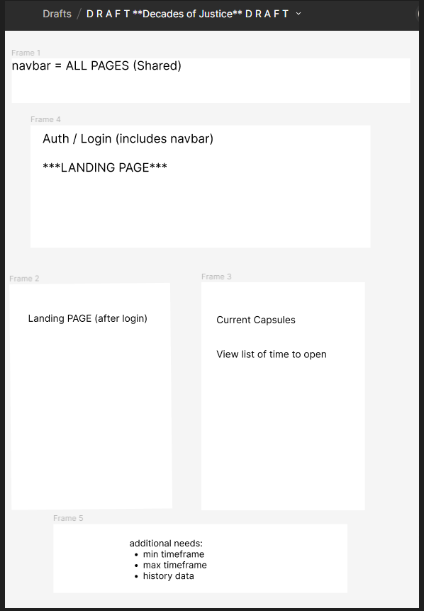 Drafts / D R A F T **Decades of Justice** D R A F T
Frame 1
navbar = ALL PAGES (Shared)
Frame 4
Auth / Login (includes navbar)
***LANDING PAGE***
Frame 2
Landing PAGE (after login)
Frame 3
Current Capsules
View list of time to open
Frame 5
additional needs:
• min timeframe
• max timeframe
• history data